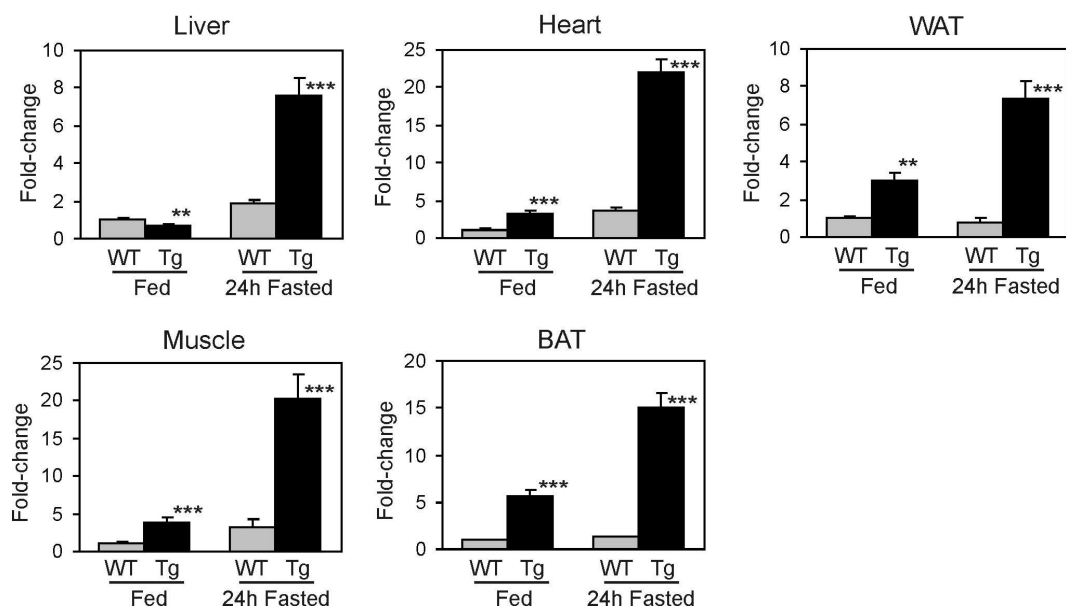 Liver
Fold-change
10
8
6
4
2
0
**
***
WT Tg WT Tg
Fed 24h Fasted
Heart
Fold-change
25
20
15
10
5
0
***
***
WT Tg WT Tg
Fed 24h Fasted
WAT
Fold-change
10
8
6
4
2
0
**
***
WT Tg WT Tg
Fed 24h Fasted
Muscle
Fold-change
25
20
15
10
5
0
***
***
WT Tg WT Tg
Fed 24h Fasted
BAT
Fold-change
20
15
10
5
0
***
***
WT Tg WT Tg
Fed 24h Fasted